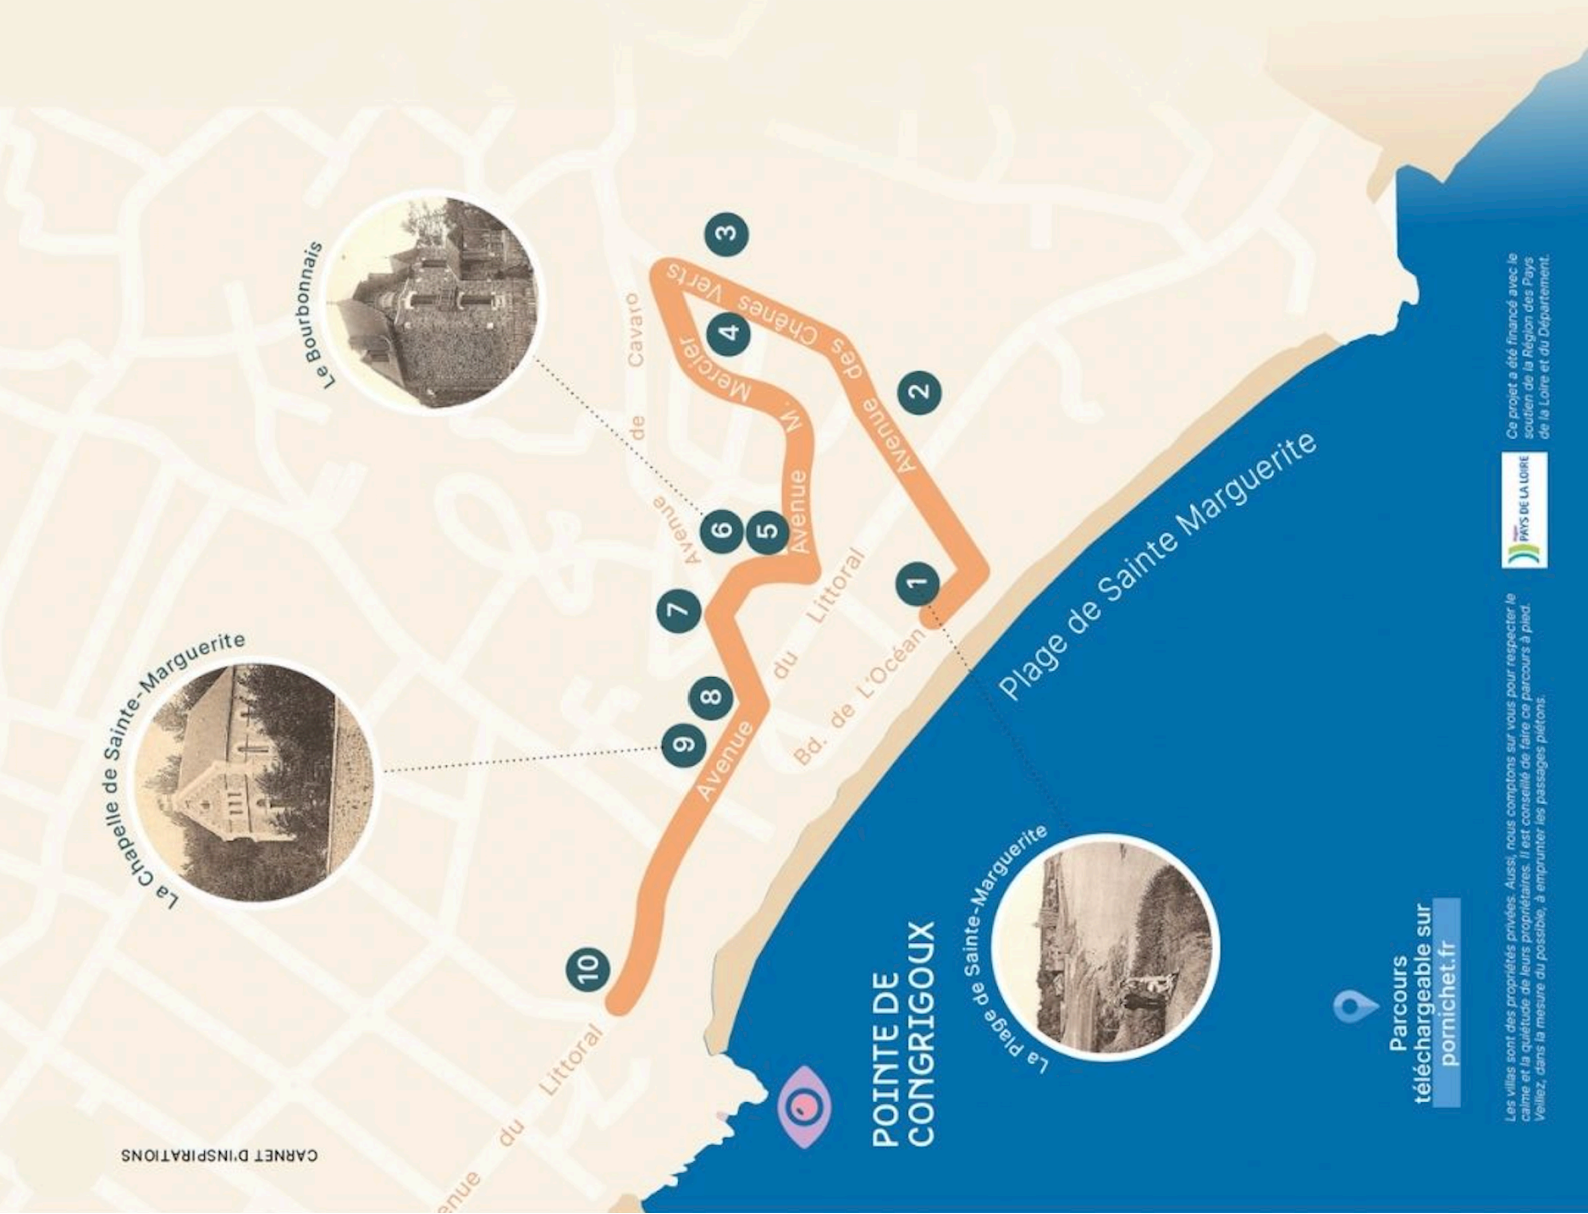 La Chapelle de Sainte-Marguerite
Le Bourbonnais
10
9
8
7
6
5
4
3
2
1
Avenue
de Cavaro
Avenue M. Mercier
Avenue des Chênes Verts
Avenue
du Littoral
Bd. de L'Océan
enue du Littoral
Plage de Sainte Marguerite
La Plage de Sainte-Marguerite
POINTE DE
CONGRIGOUX
CARNET D'INSPIRATIONS
Parcours
téléchargeable sur
pornichet.fr
Les villas sont des propriétés privées. Aussi, nous comptons sur vous pour respecter le
calme et la quiétude de leurs propriétaires. Il est conseillé de faire ce parcours à pied.
Veillez, dans la mesure du possible, à emprunter les passages piétons.
PAYS DE LA LOIRE
Ce projet a été financé avec le
soutien de la Région des Pays
de la Loire et du Département.